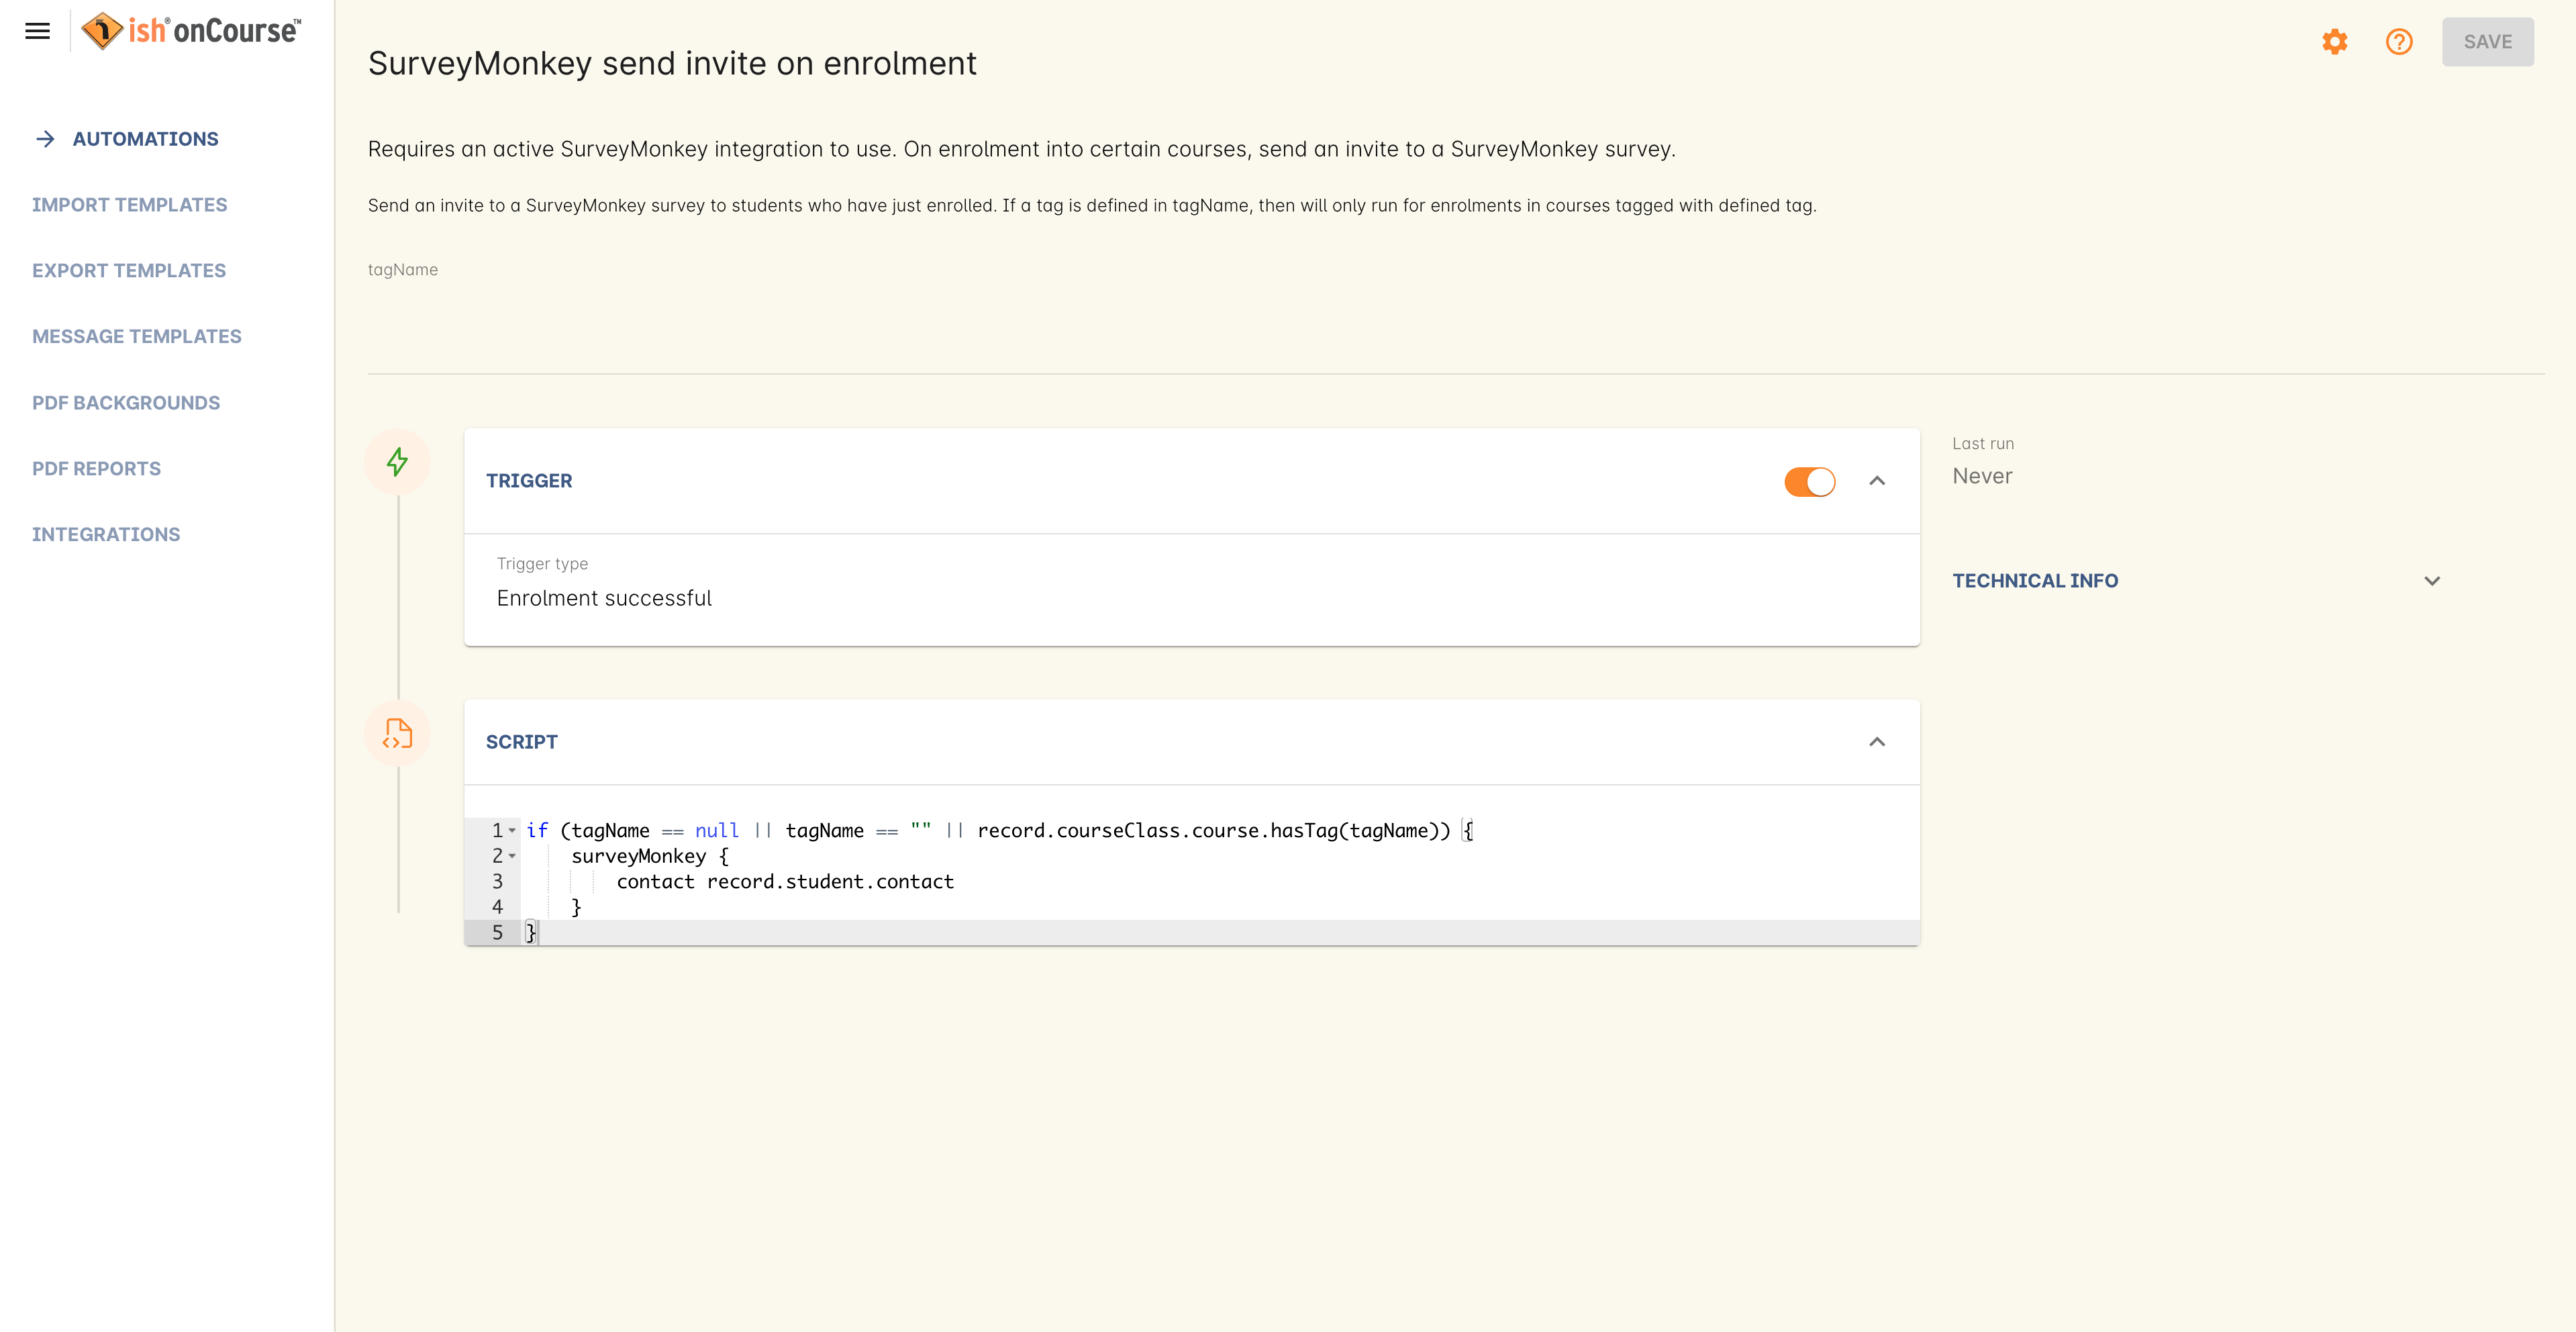 ish® onCourse™
AUTOMATIONS
IMPORT TEMPLATES
EXPORT TEMPLATES
MESSAGE TEMPLATES
PDF BACKGROUNDS
PDF REPORTS
INTEGRATIONS
SurveyMonkey send invite on enrolment
SAVE
Requires an active SurveyMonkey integration to use. On enrolment into certain courses, send an invite to a SurveyMonkey survey.
Send an invite to a SurveyMonkey survey to students who have just enrolled. If a tag is defined in tagName, then will only run for enrolments in courses tagged with defined tag.
tagName
TRIGGER
Trigger type
Enrolment successful
Last run
Never
TECHNICAL INFO
SCRIPT
1 if (tagName == null || tagName == "" || record.courseClass.course.hasTag(tagName)) {
2 surveyMonkey {
3 contact record.student.contact
4 }
5 }